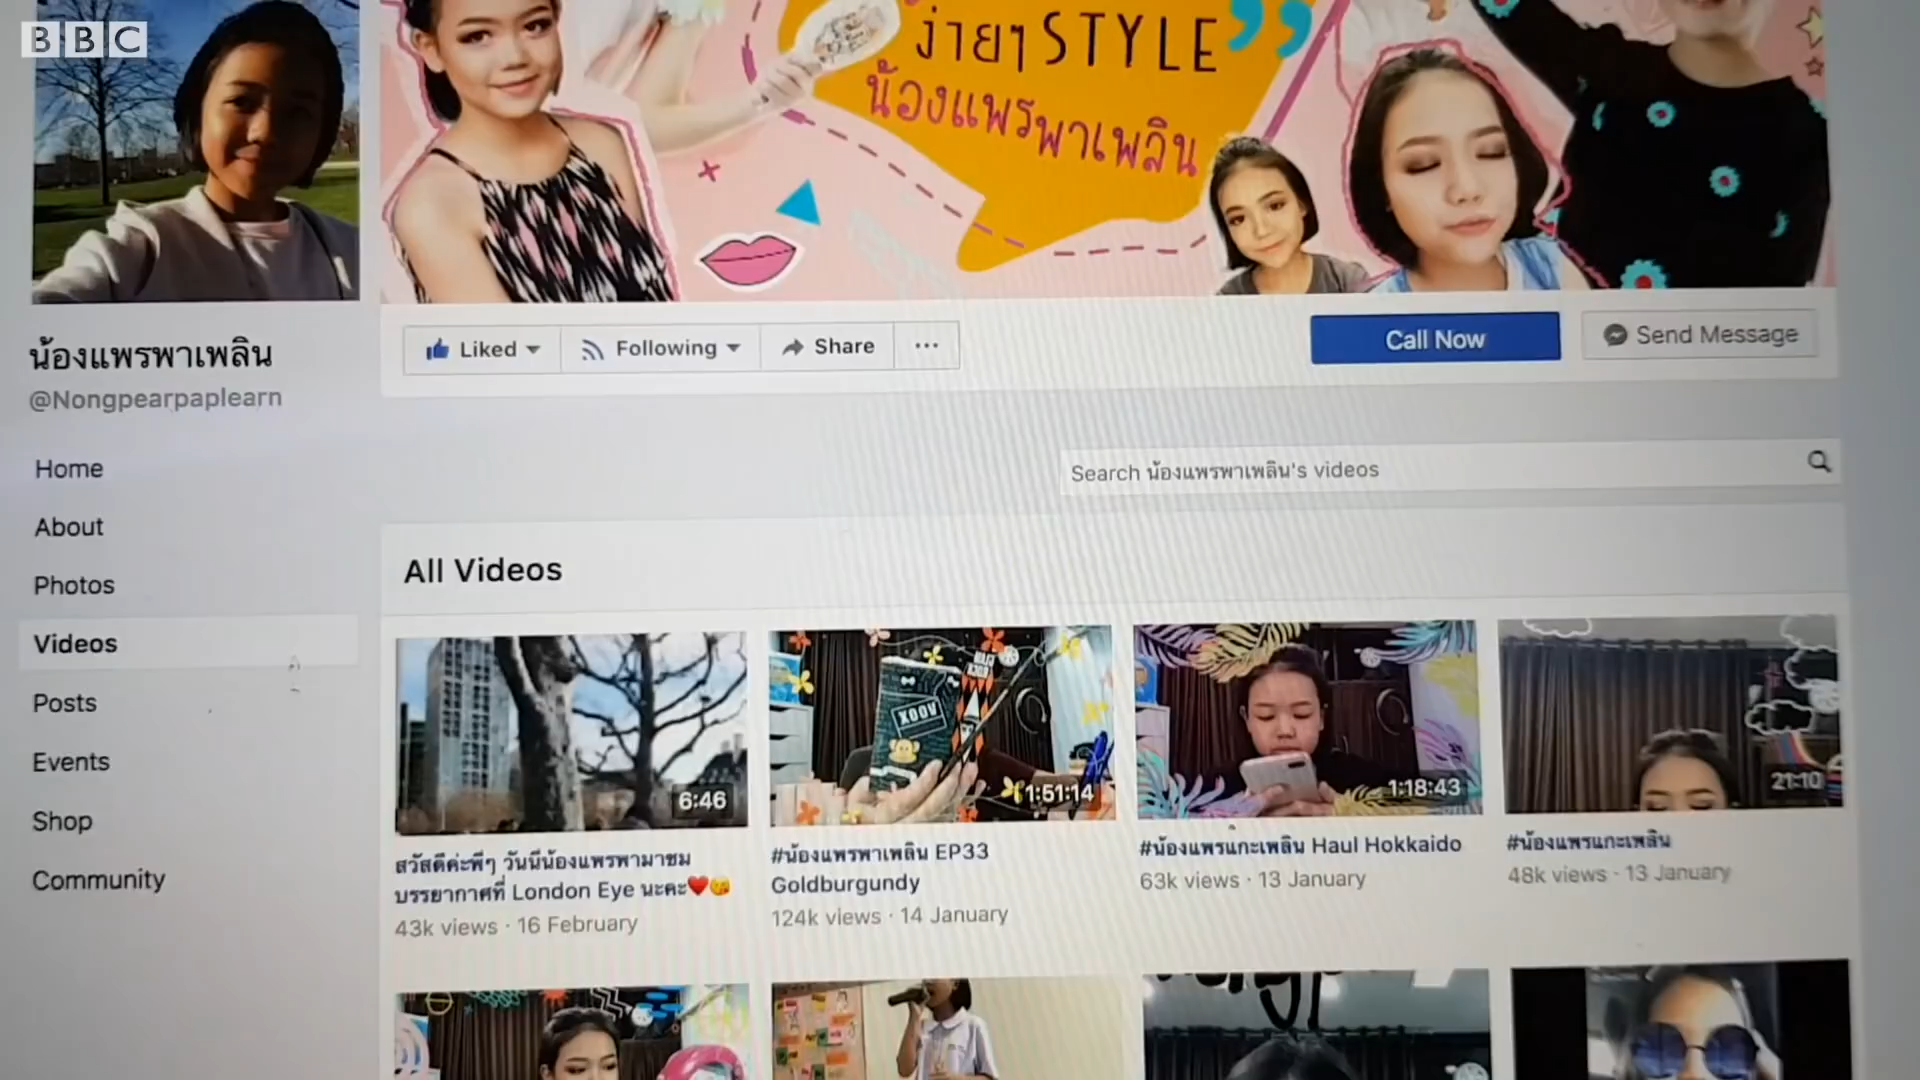 BBC
ง่ายๆ STYLE
น้องแพรพาเพลิน
น้องแพรพาเพลิน
@Nongpearpaplearn
Liked
Following
Share
Call Now
Send Message
Home
About
Photos
Videos
Posts
Events
Shop
Community
Search น้องแพรพาเพลิน's videos
All Videos
6:46
XOOV
1:51:14
1:18:43
21:10
สวัสดีค่ะพี่ๆ วันนี้น้องแพรพามาชม
บรรยากาศที่ London Eye นะคะ❤️😘
43k views · 16 February
#น้องแพรพาเพลิน EP33
Goldburgundy
124k views · 14 January
#น้องแพรแกะเพลิน Haul Hokkaido
63k views · 13 January
#น้องแพรแกะเพลิน
48k views · 13 January